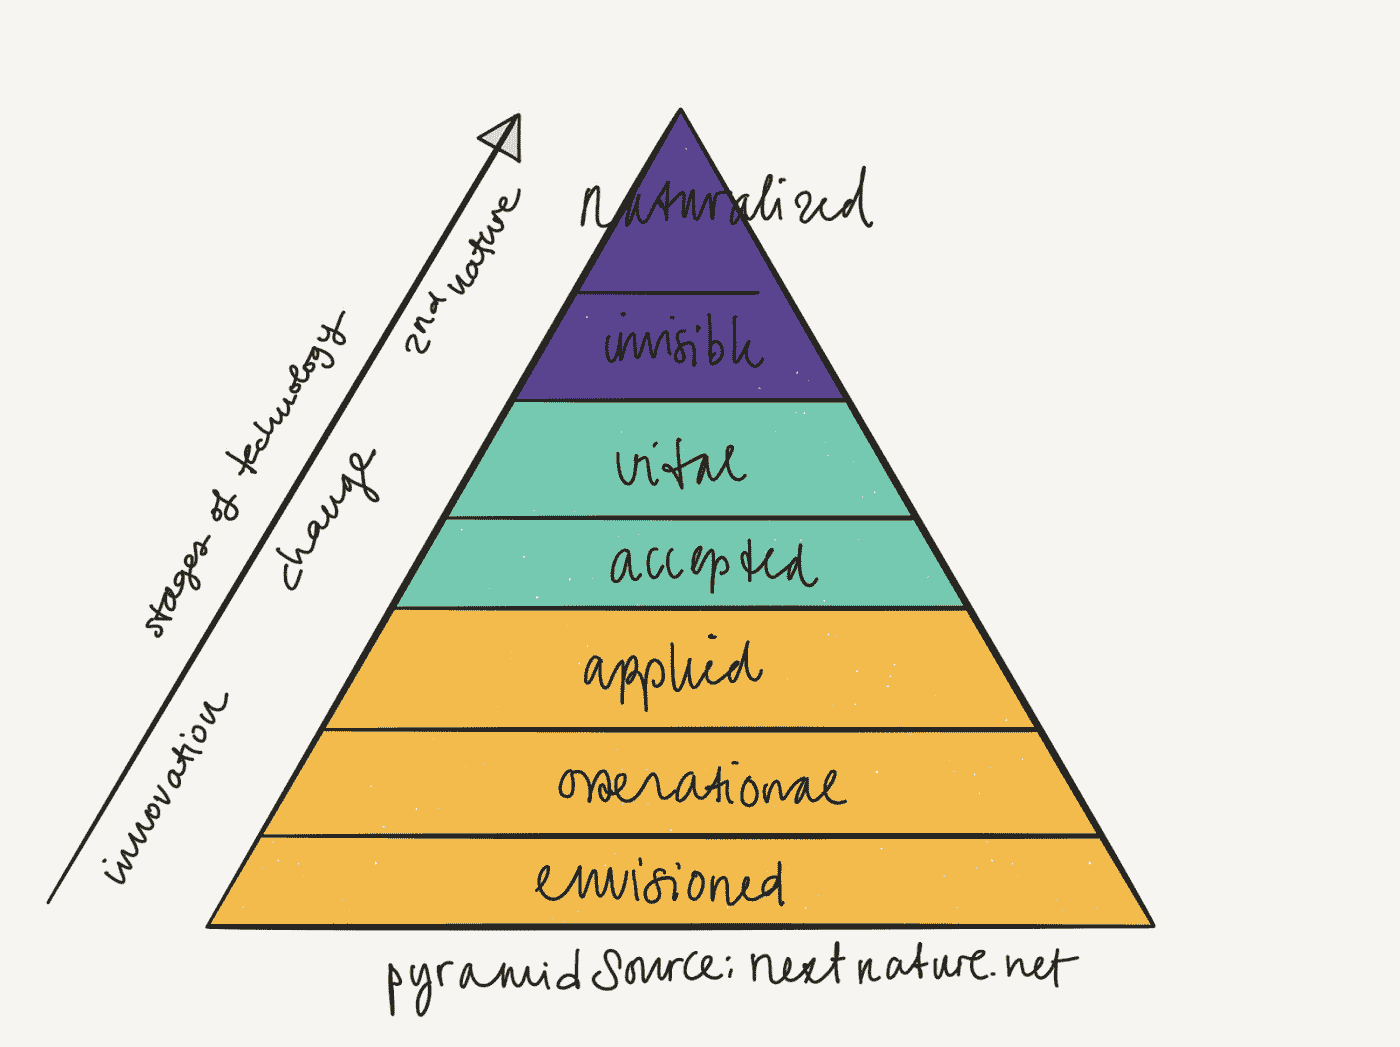 naturalized
invisible
vital
accepted
applied
operational
envisioned
2nd nature
change
innovation
stages of technology
pyramid source: nextnature.net